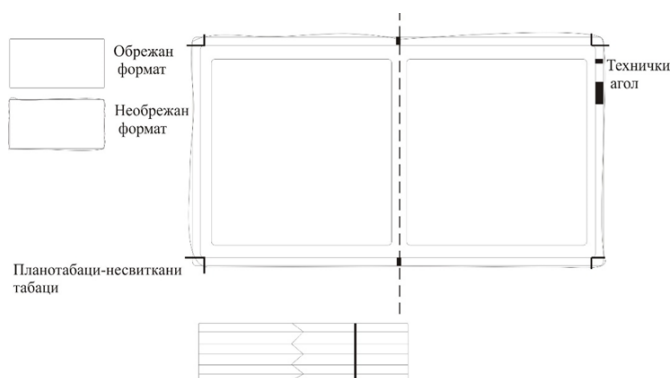 Обрежан
формат
Необрежан
формат
Технички
агол
Планотабаци-несвиткани
табаци